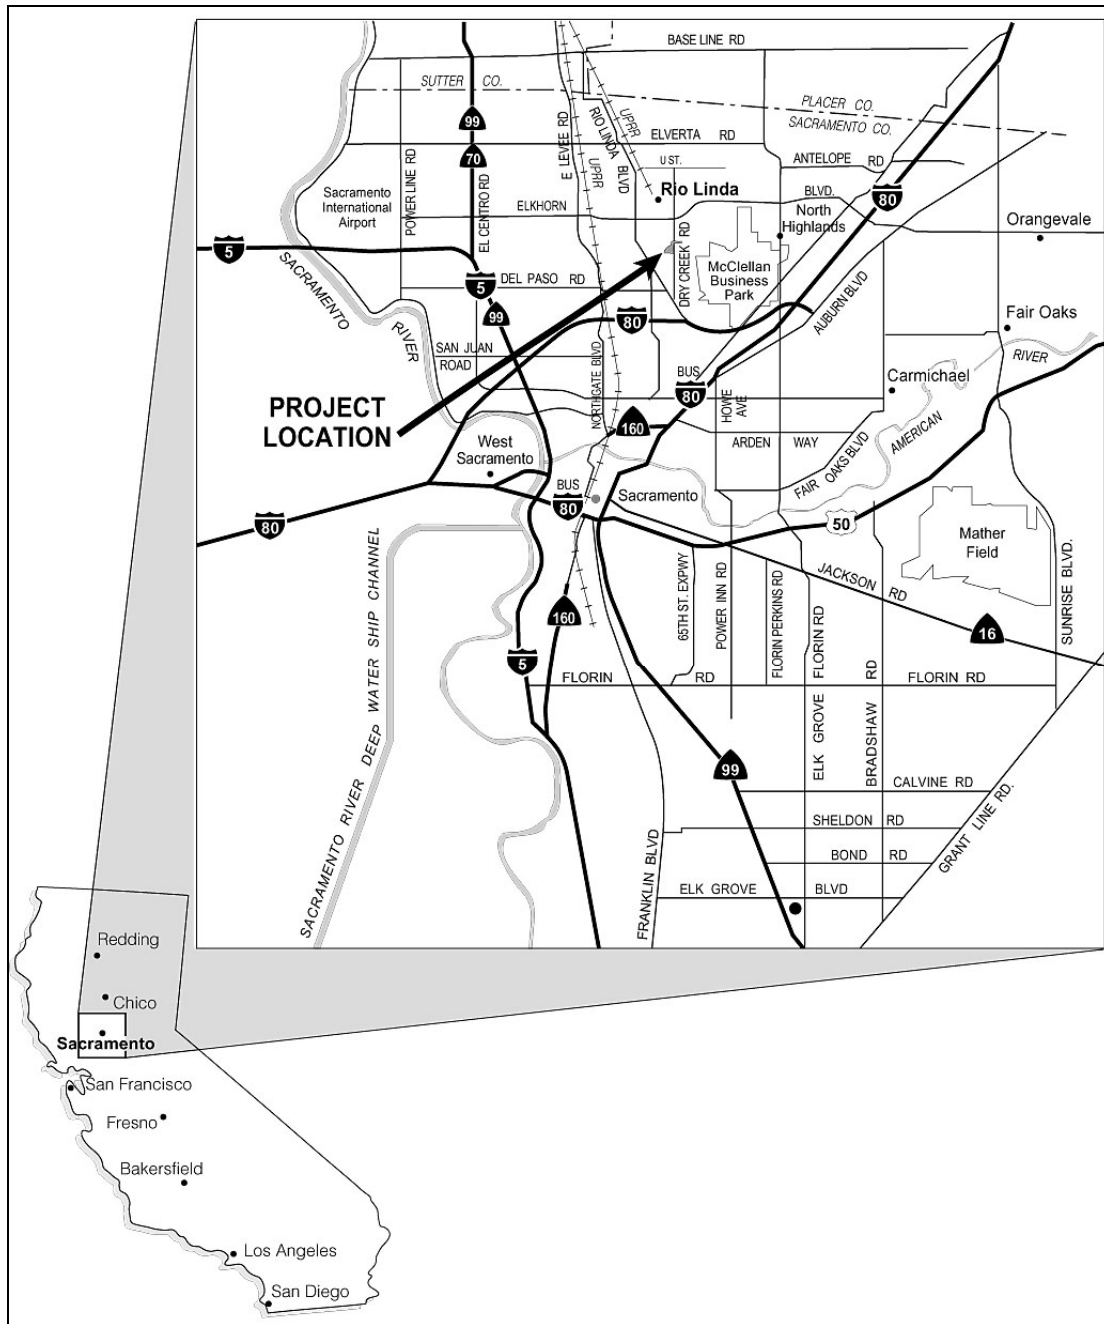 BASE LINE RD
SUTTER CO.
PLACER CO.
SACRAMENTO CO.
99
70
E LEVEE RD
UPRR
UPRR
RIO LINDA
BLVD
ELVERTA RD
U ST.
ANTELOPE RD
POWER LINE RD
EL CENTRO RD
Sacramento
International
Airport
Rio Linda
BLVD.
80
ELKHORN
North
Highlands
Orangevale
5
DRY CREEK RD
McClellan
Business
Park
SACRAMENTO
RIVER
DEL PASO RD
5
99
80
AUBURN BLVD
Fair Oaks
SAN JUAN
ROAD
NORTHGATE BLVD
RIVER
BUS
80
Carmichael
HOWE
AVE
PROJECT
LOCATION
160
ARDEN WAY
AMERICAN
West
Sacramento
FAIR OAKS BLVD
BUS
80
Sacramento
80
50
Mather
Field
JACKSON
RD
SUNRISE BLVD.
SACRAMENTO RIVER DEEP WATER SHIP CHANNEL
160
65TH ST. EXPWY
POWER INN RD
FLORIN PERKINS RD
16
5
FLORIN RD
FLORIN RD
ELK GROVE FLORIN RD
BRADSHAW RD
99
CALVINE RD
SHELDON RD
GRANT LINE RD.
BOND RD
FRANKLIN BLVD
ELK GROVE BLVD
Redding
Chico
Sacramento
San Francisco
Fresno
Bakersfield
Los Angeles
San Diego